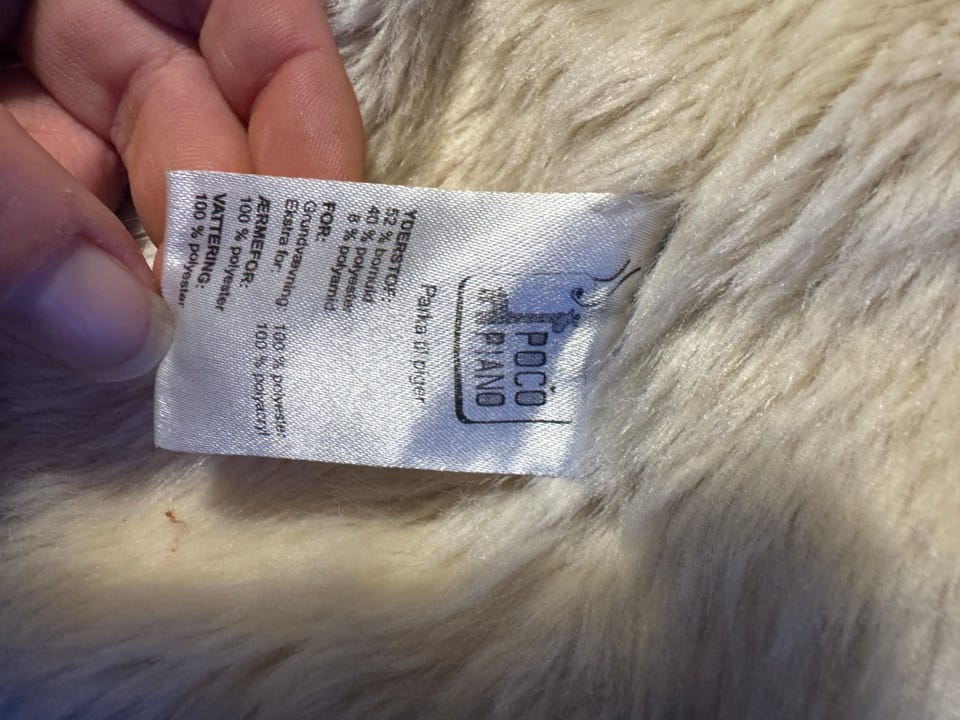 POCO
PIANO
Parka til piger
YDERSTOF:
52 % bomuld
40 % polyester
8 % polyamid
FOR:
Grundvævning: 100 % polyester
Ekstra for 100 % polyacryl
ÆRMEFOR:
100 % polyester
VATTERING:
100 % polyester